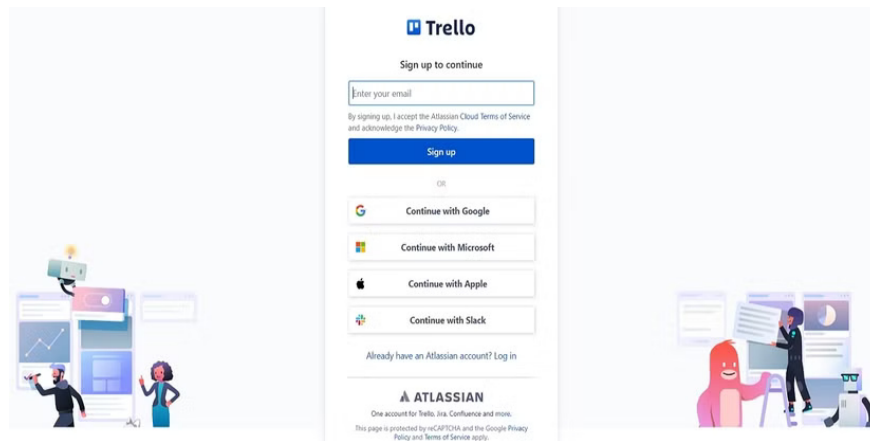 Trello
Sign up to continue
Enter your email
By signing up, I accept the Atlassian Cloud Terms of Service
and acknowledge the Privacy Policy.
Sign up
OR
Continue with Google
Continue with Microsoft
Continue with Apple
Continue with Slack
Already have an Atlassian account? Log in
ATLASSIAN
One account for Trello, Jira, Confluence and more.
This page is protected by reCAPTCHA and the Google Privacy
Policy and Terms of Service apply.